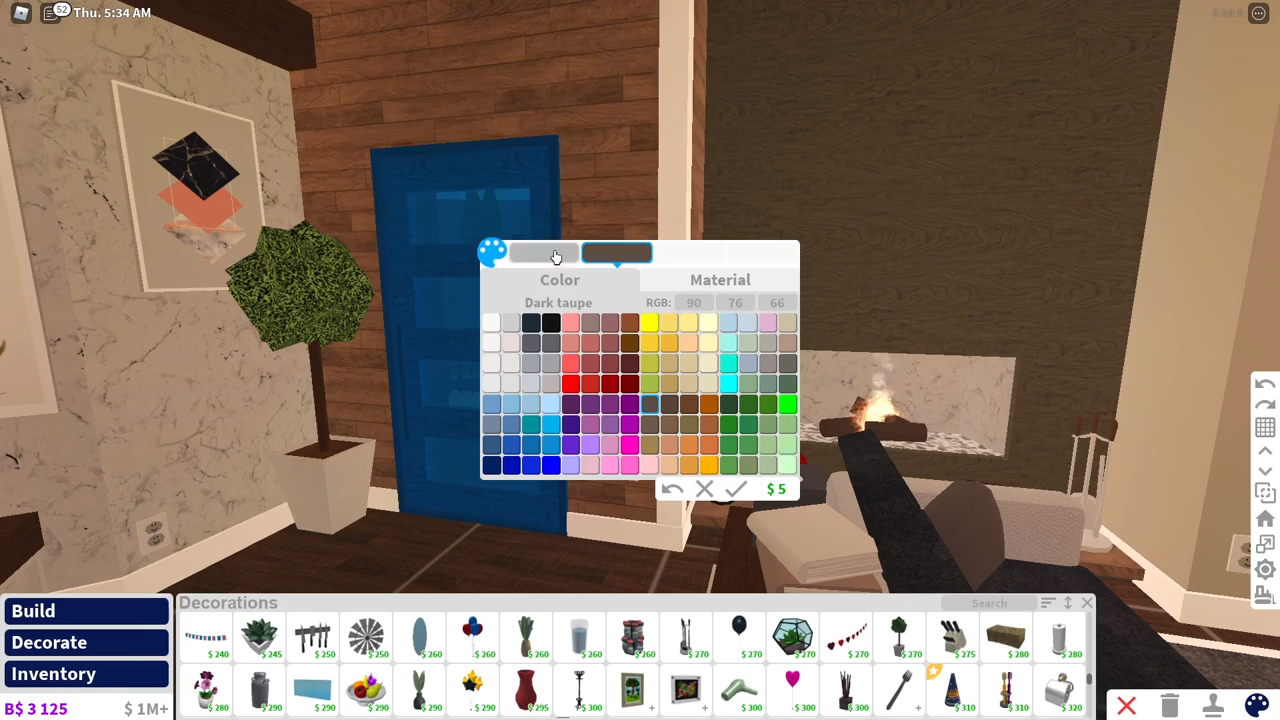 52 Thu. 5:34 AM
Color Material
Dark taupe RGB: 90 76 66
$ 5
Build
Decorate
Inventory
B$ 3 125 $ 1M+
Decorations Search
$ 240 $ 245 $ 250 $ 250 $ 260 $ 260 $ 260 $ 260 $ 260 $ 270 $ 270 $ 270 $ 270 $ 270 $ 275 $ 280 $ 280
$ 280 $ 290 $ 290 $ 290 $ 290 $ 290 $ 290 $ 300 + + $ 300 $ 300 $ 300 + $ 310 $ 310 $ 320